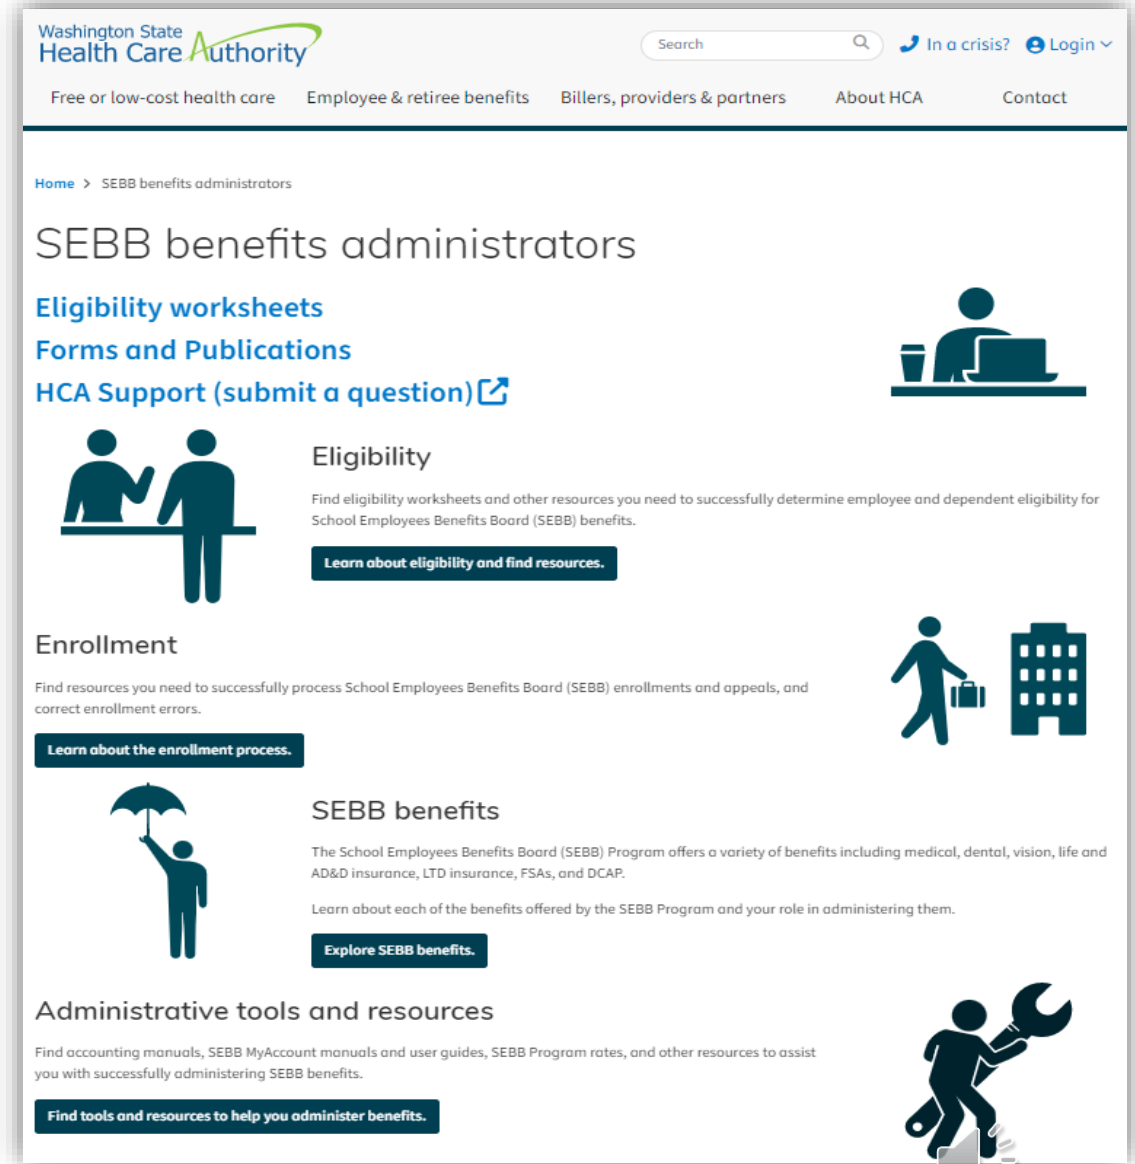 Washington State
Health Care Authority
Search
In a crisis?
Login
Free or low-cost health care
Employee & retiree benefits
Billers, providers & partners
About HCA
Contact
Home > SEBB benefits administrators
SEBB benefits administrators
Eligibility worksheets
Forms and Publications
HCA Support (submit a question)
Eligibility
Find eligibility worksheets and other resources you need to successfully determine employee and dependent eligibility for
School Employees Benefits Board (SEBB) benefits.
Learn about eligibility and find resources.
Enrollment
Find resources you need to successfully process School Employees Benefits Board (SEBB) enrollments and appeals, and
correct enrollment errors.
Learn about the enrollment process.
SEBB benefits
The School Employees Benefits Board (SEBB) Program offers a variety of benefits including medical, dental, vision, life and
AD&D insurance, LTD insurance, FSAs, and DCAP.
Learn about each of the benefits offered by the SEBB Program and your role in administering them.
Explore SEBB benefits.
Administrative tools and resources
Find accounting manuals, SEBB MyAccount manuals and user guides, SEBB Program rates, and other resources to assist
you with successfully administering SEBB benefits.
Find tools and resources to help you administer benefits.